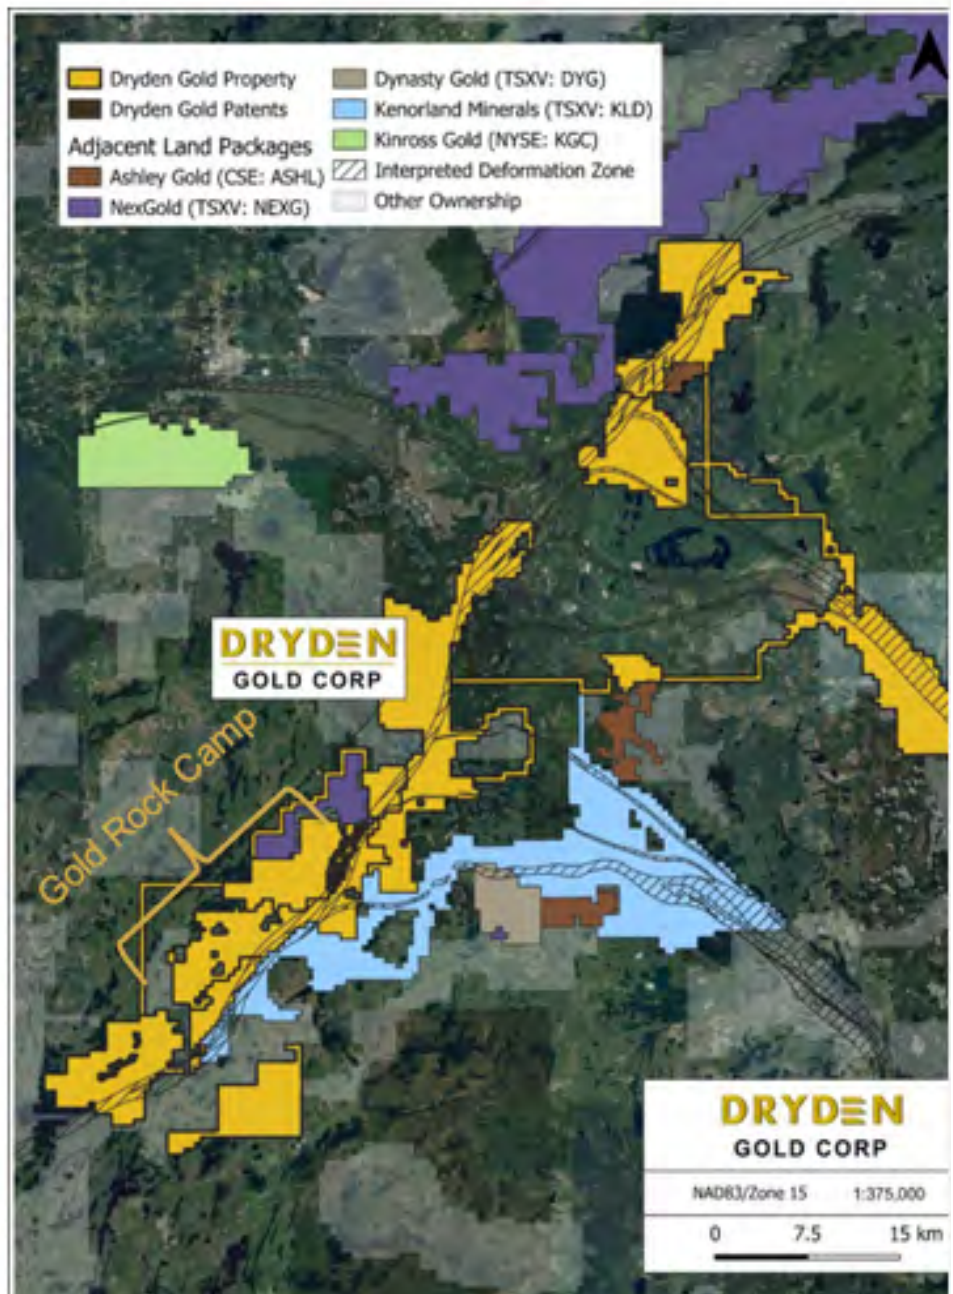 Dryden Gold Property
Dryden Gold Patents
Adjacent Land Packages
Ashley Gold (CSE: ASHL)
NexGold (TSXV: NEXG)
Dynasty Gold (TSXV: DYG)
Kenorland Minerals (TSXV: KLD)
Kinross Gold (NYSE: KGC)
Interpreted Deformation Zone
Other Ownership
DRYDEN
GOLD CORP
Gold Rock Camp
DRYDEN
GOLD CORP
NAD83/Zone 15 1:375,000
0 7.5 15 km